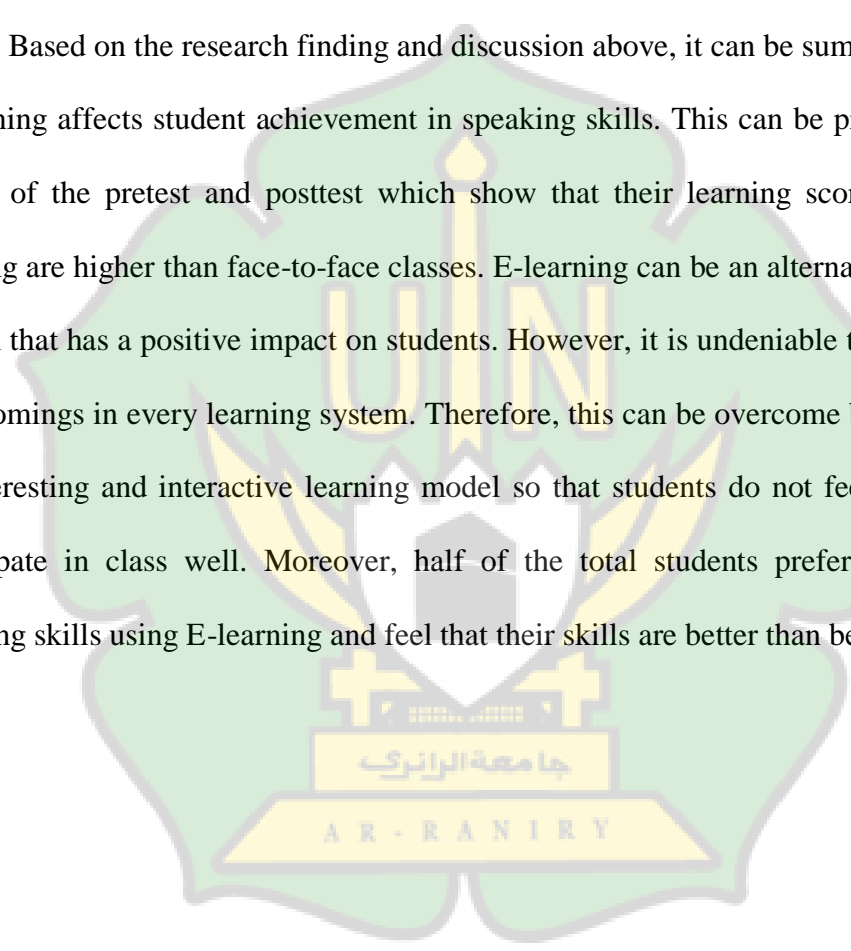 Based on the research finding and discussion above, it can be sum
ning affects student achievement in speaking skills. This can be p
of the pretest and posttest which show that their learning scor
g are higher than face-to-face classes. E-learning can be an alterna
that has a positive impact on students. However, it is undeniable t
omings in every learning system. Therefore, this can be overcome
eresting and interactive learning model so that students do not fee
pate in class well. Moreover, half of the total students prefer
ng skills using E-learning and feel that their skills are better than be
UIN
جامعة الرانري
AR-RANIRY